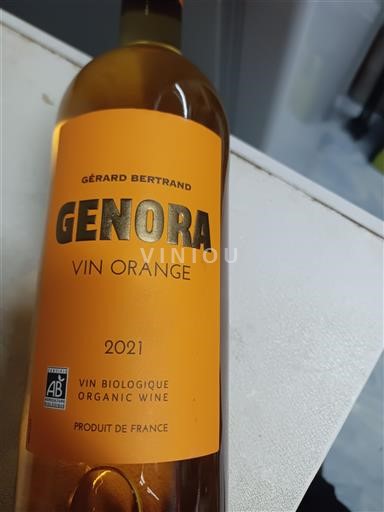 GÉRARD BERTRAND
GENORA
VINIOU
VIN ORANGE
2021
AB
VIN BIOLOGIQUE
ORGANIC WINE
PRODUIT DE FRANCE